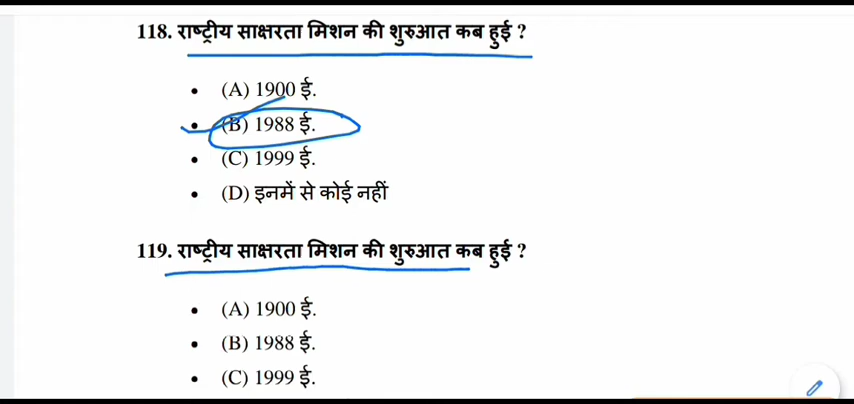 118. राष्ट्रीय साक्षरता मिशन की शुरुआत कब हुई ?
• (A) 1900 ई.
• (B) 1988 ई.
• (C) 1999 ई.
• (D) इनमें से कोई नहीं
119. राष्ट्रीय साक्षरता मिशन की शुरुआत कब हुई ?
• (A) 1900 ई.
• (B) 1988 ई.
• (C) 1999 ई.